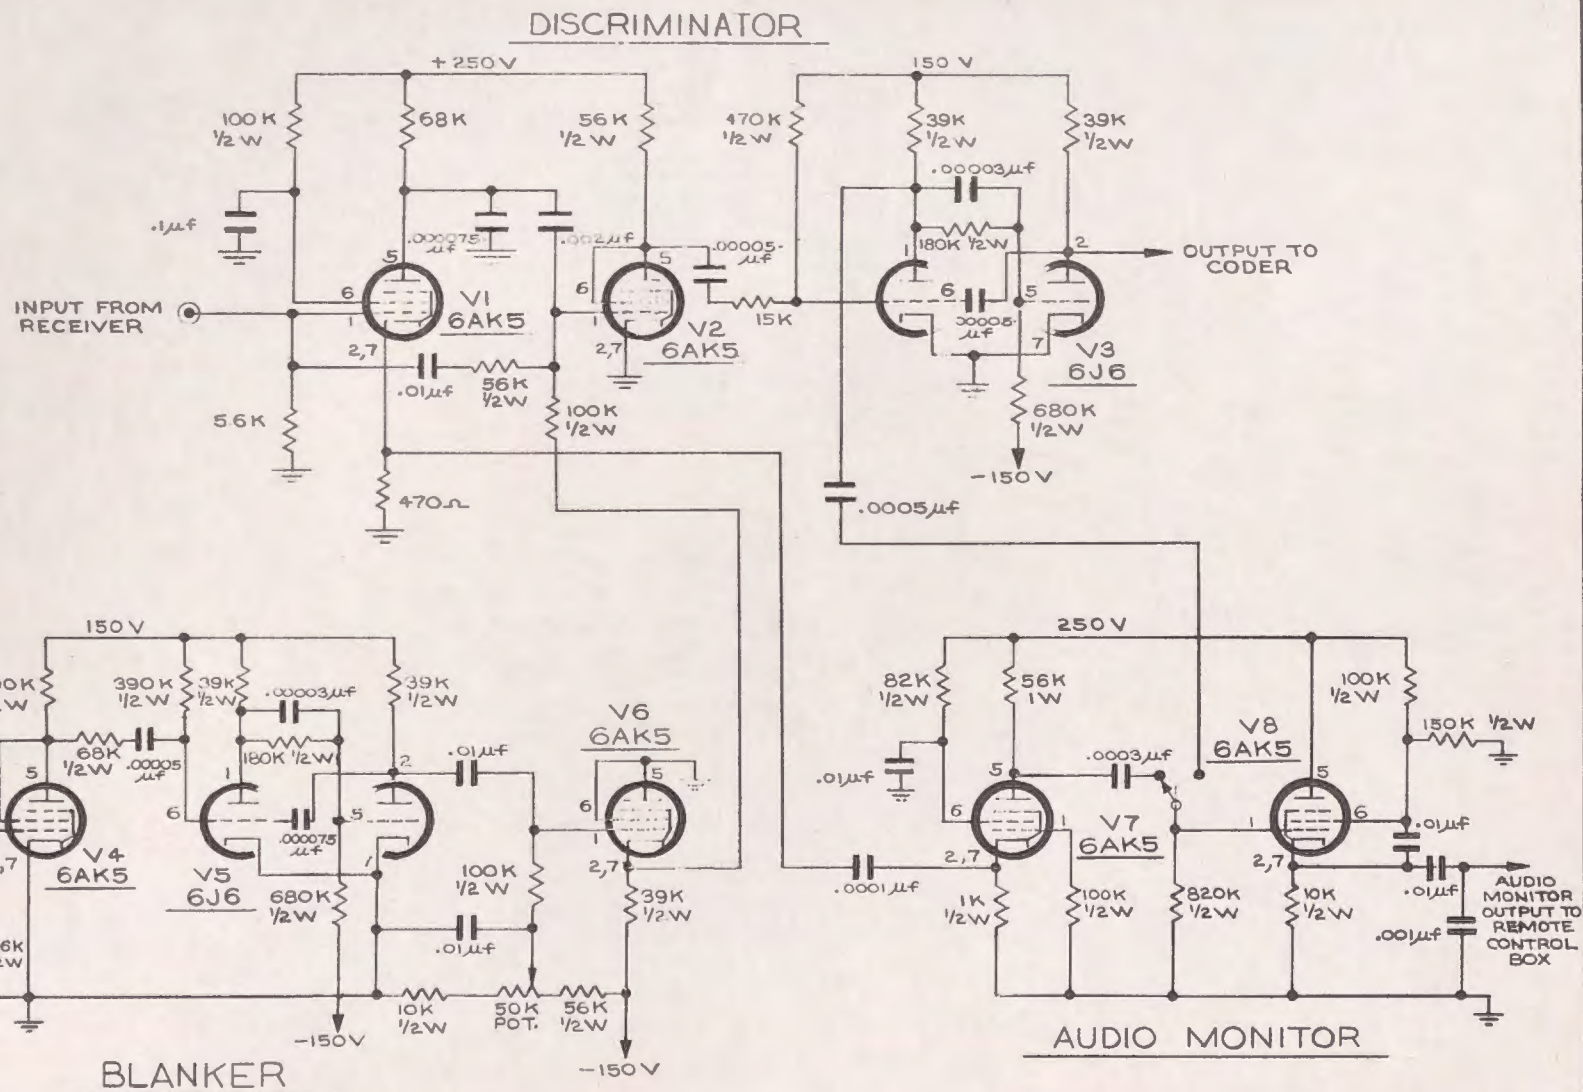 DISCRIMINATOR
+250V
150V
100K
1/2W
68K
56K
1/2W
470K
1/2W
39K
1/2W
39K
1/2W
.00003µf
.1µf
.000075
µf
.002µf
.00005
µf
180K 1/2W
1
2
OUTPUT TO
CODER
5
5
6
6
6
5
INPUT FROM
RECEIVER
1
V1
6AK5
1
V2
6AK5
15K
.00005
µf
7
V3
6J6
2,7
2,7
.01µf
56K
1/2W
5.6K
100K
1/2W
680K
1/2W
-150V
470Ω
.0005µf
150V
250V
390K
1/2W
39K
1/2W
.00003µf
39K
1/2W
V6
6AK5
82K
1/2W
56K
1W
100K
1/2W
V8
6AK5
150K 1/2W
68K
1/2W
.00005
µf
180K 1/2W
2
.01µf
.0003µf
.01µf
5
1
5
5
5
6
5
6
6
1
1
6
.000075
µf
1
V7
6AK5
.01µf
V4
6AK5
V5
6J6
7
2,7
2,7
2,7
680K
1/2W
100K
1/2W
39K
1/2W
.0001µf
1K
1/2W
100K
1/2W
820K
1/2W
10K
1/2W
.01µf
.001µf
AUDIO
MONITOR
OUTPUT TO
REMOTE
CONTROL
BOX
.01µf
10K
1/2W
50K
POT.
56K
1/2W
-150V
-150V
BLANKER
AUDIO MONITOR